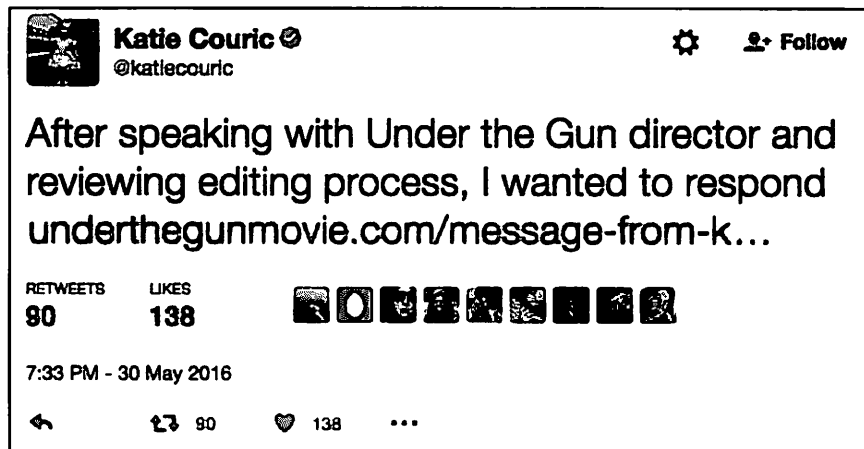 Katie Couric
Follow
@katiecouric
After speaking with Under the Gun director and
reviewing editing process, I wanted to respond
underthegunmovie.com/message-from-k...
RETWEETS LIKES
90 138
7:33 PM - 30 May 2016
90 138 •••